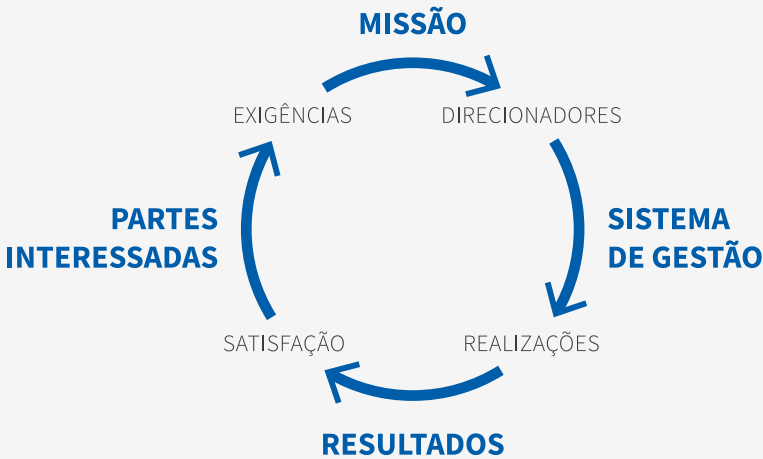 MISSÃO
EXIGÊNCIAS
DIRECIONADORES
PARTES
INTERESSADAS
SISTEMA
DE GESTÃO
SATISFAÇÃO
REALIZAÇÕES
RESULTADOS